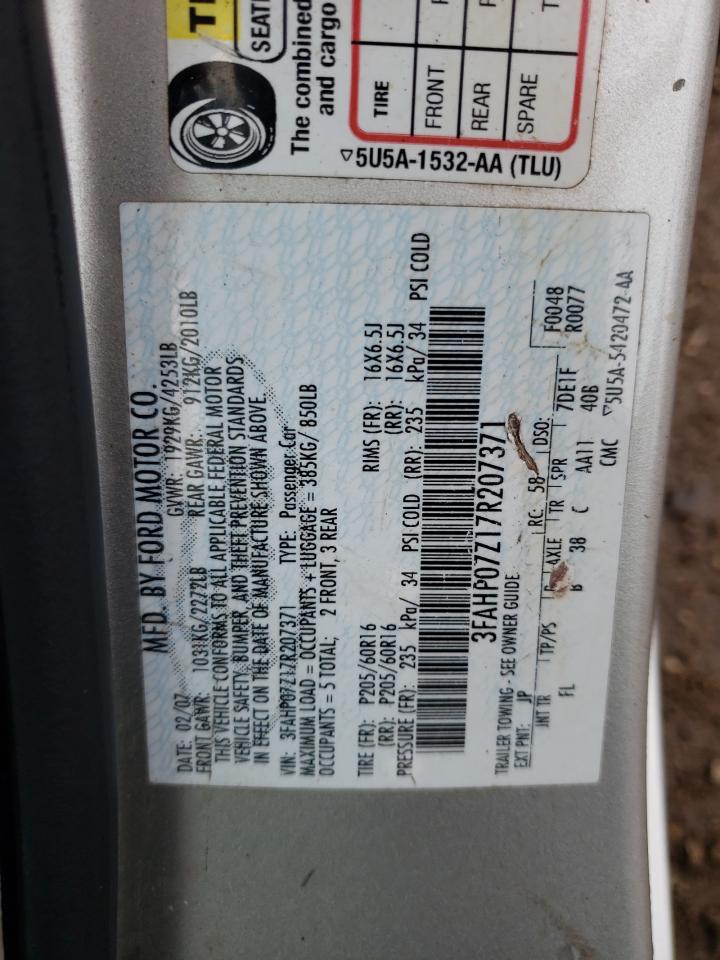 SEATI
The combined
and cargo
TIRE
FRONT
REAR
SPARE
▽5U5A-1532-AA (TLU)
MFD. BY FORD MOTOR CO.
DATE: 02/07 GVWR: 1929KG/4253LB
FRONT GAWR: 1031KG/2272LB REAR GAWR: 912KG/2010LB
THIS VEHICLE CONFORMS TO ALL APPLICABLE FEDERAL MOTOR
VEHICLE SAFETY, BUMPER, AND THEFT PREVENTION STANDARDS
IN EFFECT ON THE DATE OF MANUFACTURE SHOWN ABOVE
VIN: 3FAHP07Z17R207371 TYPE: Passenger Car
MAXIMUM LOAD = OCCUPANTS + LUGGAGE = 385KG/ 850LB
OCCUPANTS = 5 TOTAL; 2 FRONT, 3 REAR
TIRE (FR): P205/60R16 RIMS (FR): 16X6.5J
(RR): P205/60R16 (RR): 16X6.5J
PRESSURE (FR): 235 kPa/ 34 PSI COLD (RR): 235 kPa/ 34 PSI COLD
3FAHP07Z17R207371
TRAILER TOWING - SEE OWNER GUIDE
EXT PNT: JP RC: 58 DSO: F0048
INT TR TP/PS R AXLE TR SPR 7DE1F R0077
FL B 38 C AA11 40B
CMC ▽5U5A-5420472-AA